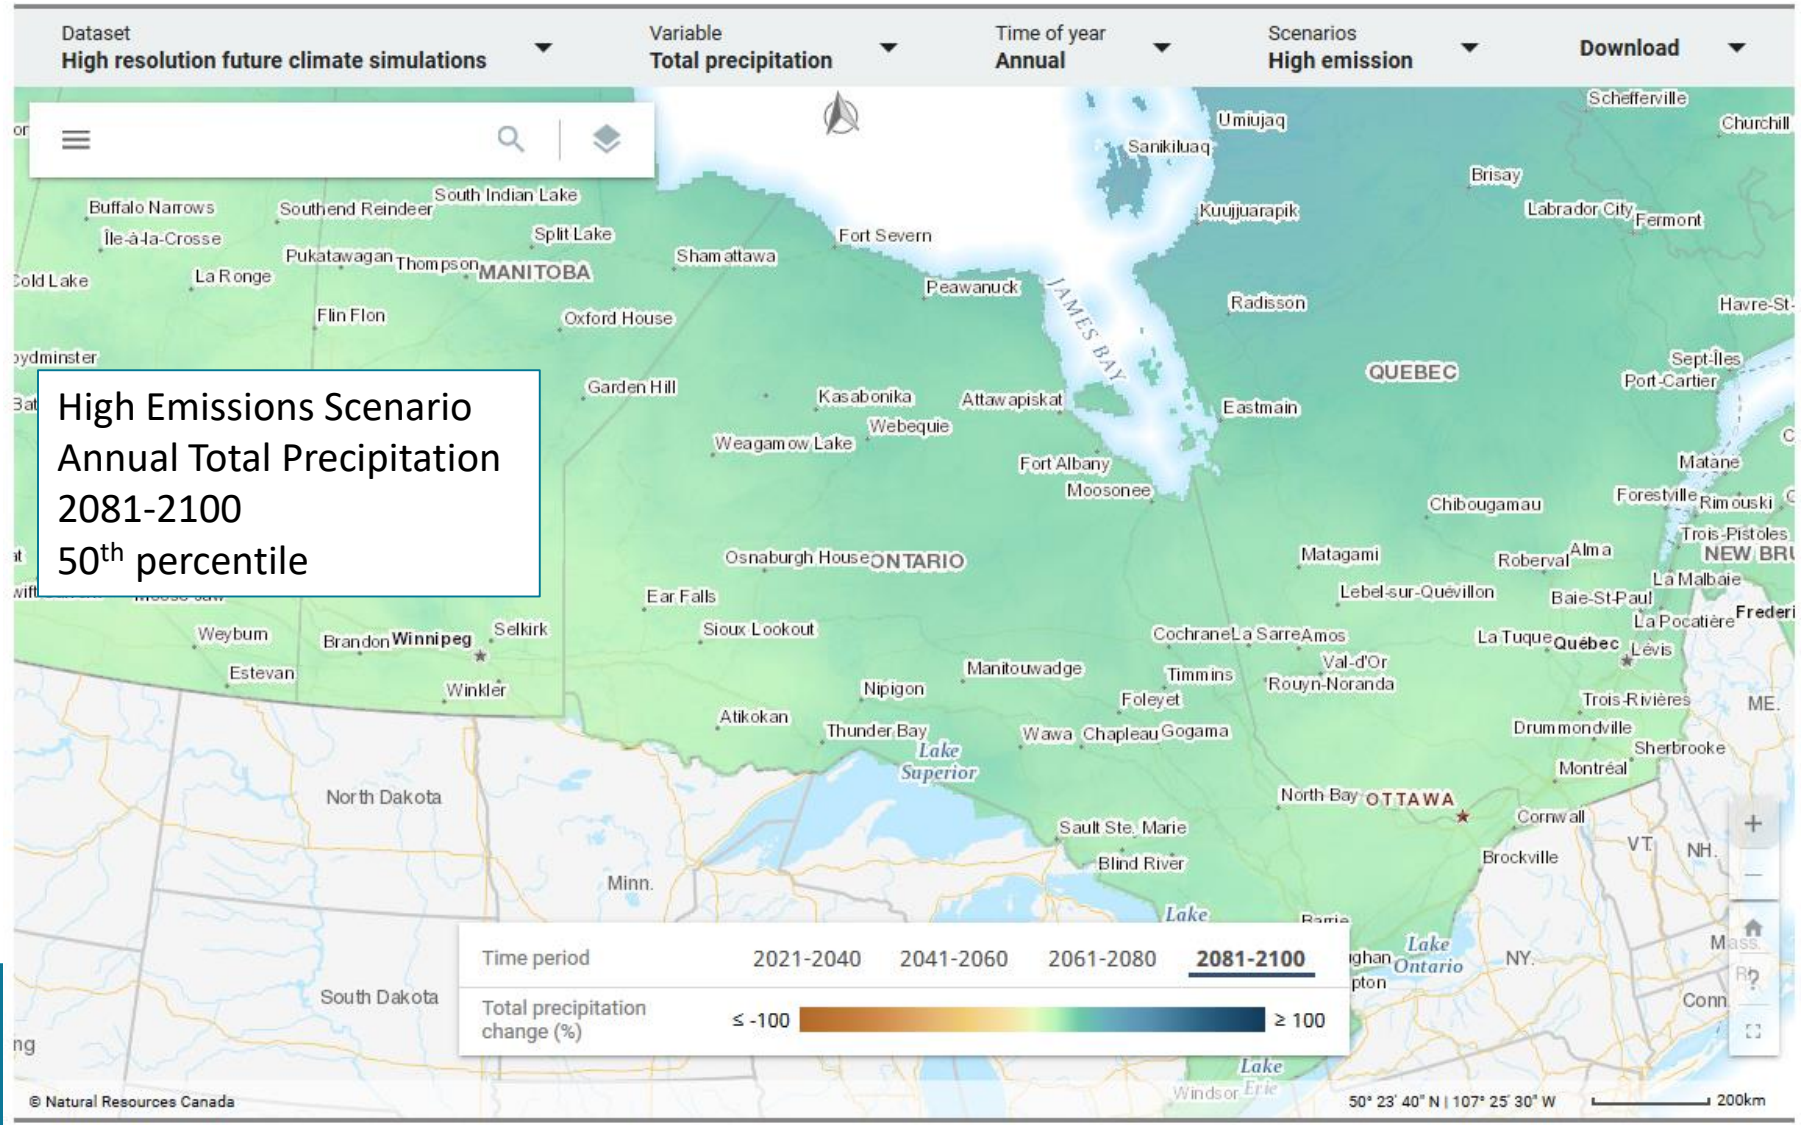 Dataset
High resolution future climate simulations
Variable
Total precipitation
Time of year
Annual
Scenarios
High emission
Download
Schefferville
Umiujaq
Churchill
Sanikiluaq
Brisay
South Indian Lake
Buffalo Narrows
Southend Reindeer
Kuujjuarapik
Labrador City
Fermont
Île-à-la-Crosse
Split Lake
Fort Severn
Pukatawagan
Thompson
MANITOBA
Shamattawa
Cold Lake
La Ronge
Peawanuck
JAMES BAY
Radisson
Havre-St-
Flin Flon
Oxford House
oydminster
Sept-Îles
QUEBEC
Port-Cartier
Garden Hill
Kasabonika
Attawapiskat
Eastmain
Bat
High Emissions Scenario
Annual Total Precipitation
2081-2100
50th percentile
Webequie
Weagamow Lake
Fort Albany
Matane
Moosonee
Chibougamau
Forestville
Rimouski
Trois-Pistoles
Osnaburgh House
ONTARIO
Matagami
Roberval
Alma
NEW BRU
La Malbaie
Ear Falls
Lebel-sur-Quévillon
Baie-St-Paul
La Pocatière
Frederi
Weyburn
Brandon
Winnipeg
Selkirk
Sioux Lookout
Cochrane
La Sarre
Amos
La Tuque
Québec
Lévis
Estevan
Winkler
Manitouwadge
Timmins
Val-d'Or
Rouyn-Noranda
Nipigon
Foleyet
Trois-Rivières
ME.
Atikokan
Thunder Bay
Wawa
Chapleau
Gogama
Drummondville
Sherbrooke
Lake
Superior
Montréal
North Dakota
North Bay
OTTAWA
Cornwall
Sault Ste. Marie
VT.
NH.
Blind River
Brockville
Minn.
Lake
Barrie
Lake
Ontario
ghan
pton
NY.
Mass.
South Dakota
Conn.
Time period
2021-2040
2041-2060
2061-2080
2081-2100
Total precipitation
change (%)
≤ -100
≥ 100
ng
Lake
Erie
Windsor
© Natural Resources Canada
50° 23' 40" N | 107° 25' 30" W
200km